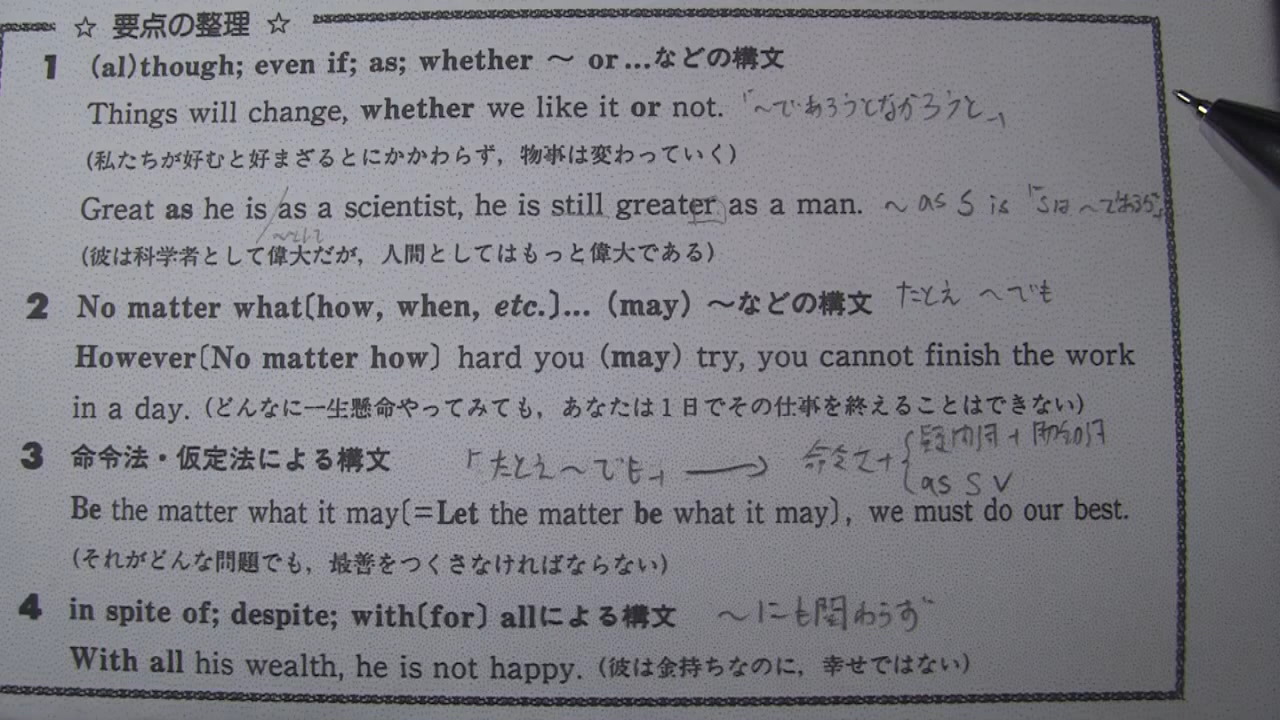 ☆ 要点の整理 ☆
1 (al)though; even if; as; whether ～ or …などの構文
Things will change, whether we like it or not. 「～であろうとなかろうと」
(私たちが好むと好まざるとにかかわらず，物事は変わっていく)
Great as he is as a scientist, he is still greater as a man. ～ as S is 「Sは～であるが」
～として
(彼は科学者として偉大だが，人間としてはもっと偉大である)
2 No matter what〔how, when, etc.〕… (may) ～などの構文 たとえ ～でも
However〔No matter how〕 hard you (may) try, you cannot finish the work
in a day. (どんなに一生懸命やってみても，あなたは1日でその仕事を終えることはできない)
3 命令法・仮定法による構文 「たとえ～でも」 → 命令文+{疑問詞+助動詞
as S V
Be the matter what it may〔=Let the matter be what it may〕, we must do our best.
(それがどんな問題でも，最善をつくさなければならない)
4 in spite of; despite; with〔for〕 allによる構文 ～にも関わらず
With all his wealth, he is not happy. (彼は金持ちなのに，幸せではない)